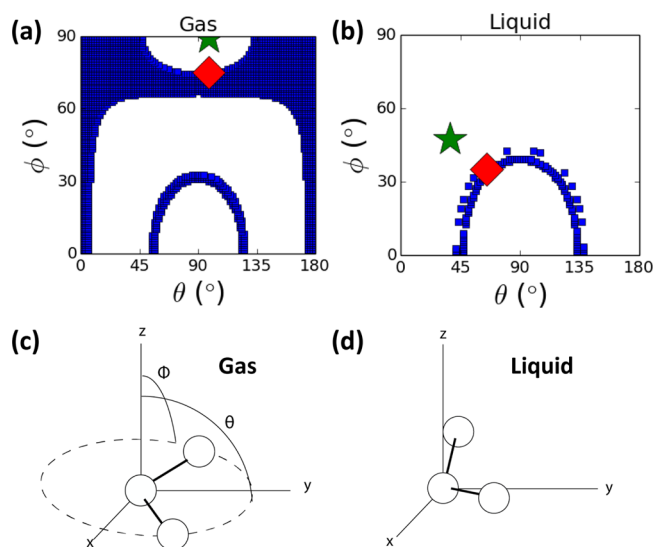 (a) Gas
90
60
ϕ (°)
30
0
0 45 90 135 180
θ (°)
(b) Liquid
90
60
ϕ (°)
30
0
0 45 90 135 180
θ (°)
(c) Gas
z
Φ
θ
y
x
(d) Liquid
z
y
x